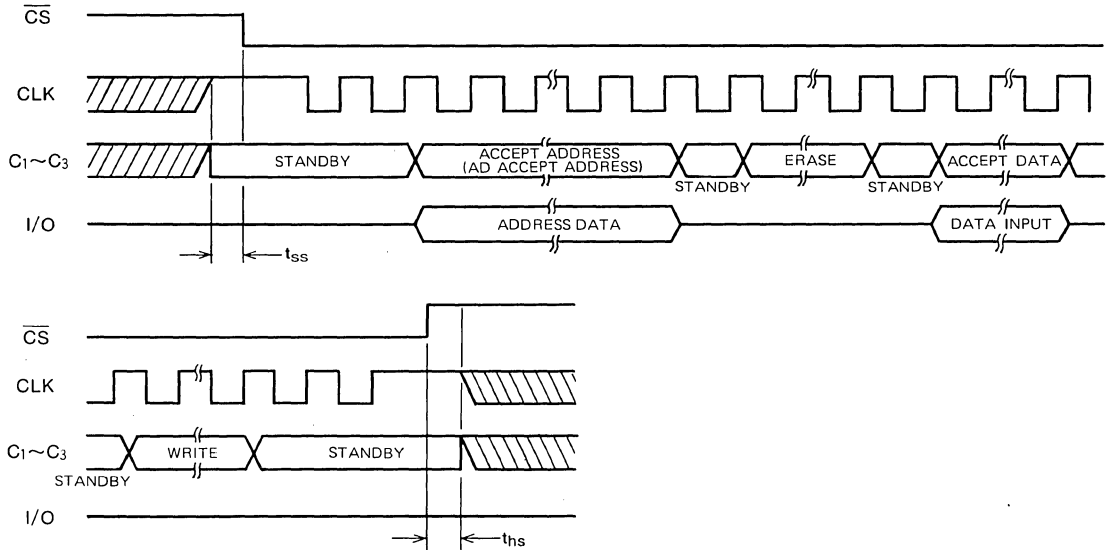 CS
CLK
C₁~C₃
STANDBY
ACCEPT ADDRESS
(AD ACCEPT ADDRESS)
STANDBY
ERASE
STANDBY
ACCEPT DATA
I/O
ADDRESS DATA
DATA INPUT
tss
CS
CLK
C₁~C₃
STANDBY
WRITE
STANDBY
I/O
ths